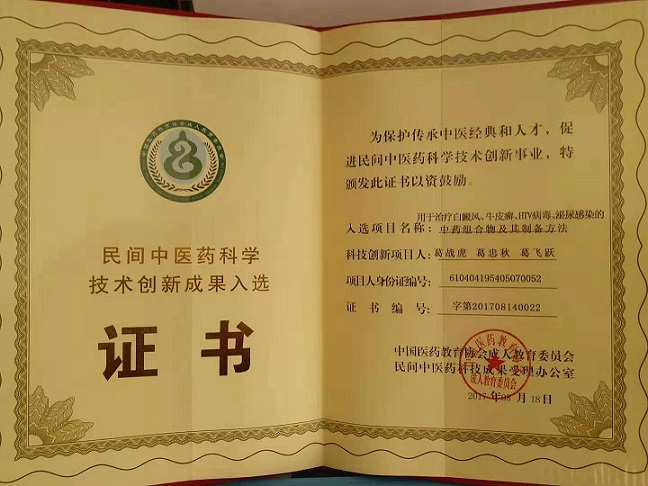 民间中医药科学
技术创新成果入选
证书
为保护传承中医经典和人才，促
进民间中医药科学技术创新事业，特
颁发此证书以资鼓励。
用于治疗白癜风、牛皮癣、HIV病毒、泌尿感染的
入选项目名称：中药组合物及其制备方法
科技创新项目人：葛战虎 葛忠秋 葛飞跃
项目人身份证编号：610404195405070052
证书编号：字第201708140022
中国医药教育协会成人教育委员会
民间中医药科技成果受理办公室
2017年08月18日
成人教育委员会